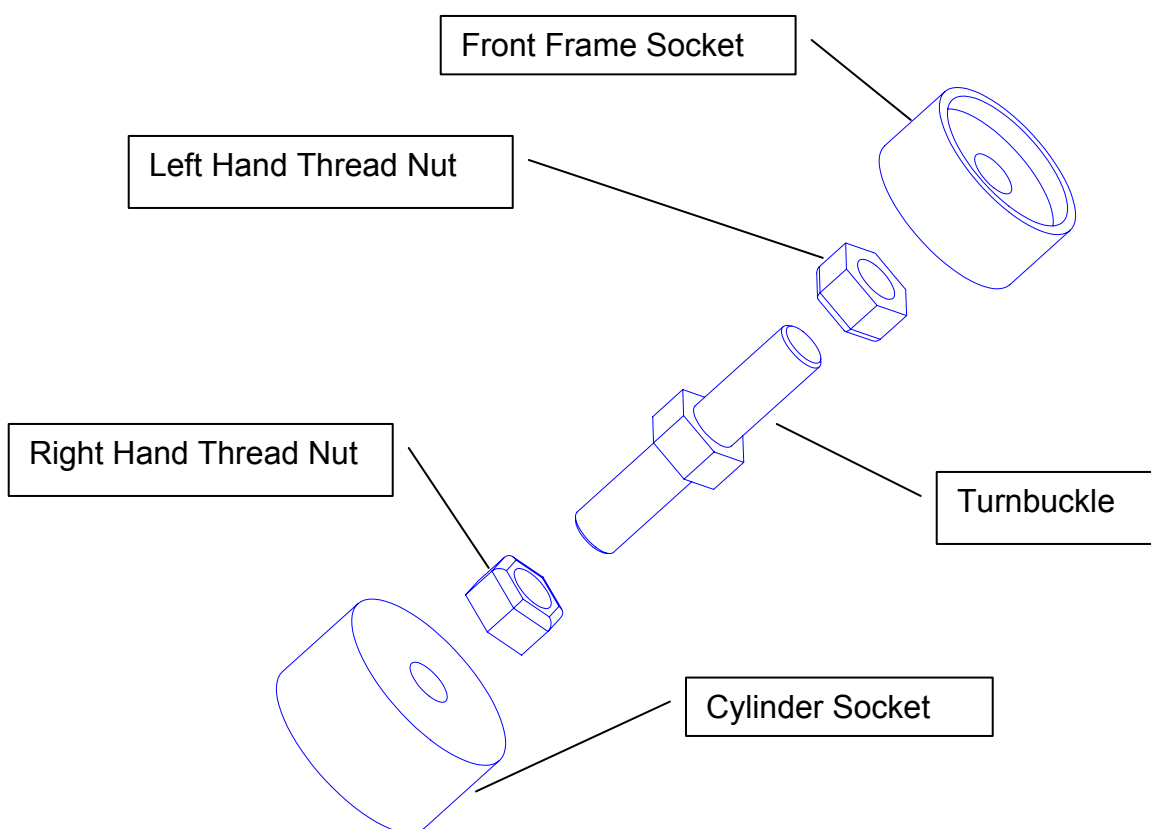 Front Frame Socket
Left Hand Thread Nut
Right Hand Thread Nut
Turnbuckle
Cylinder Socket